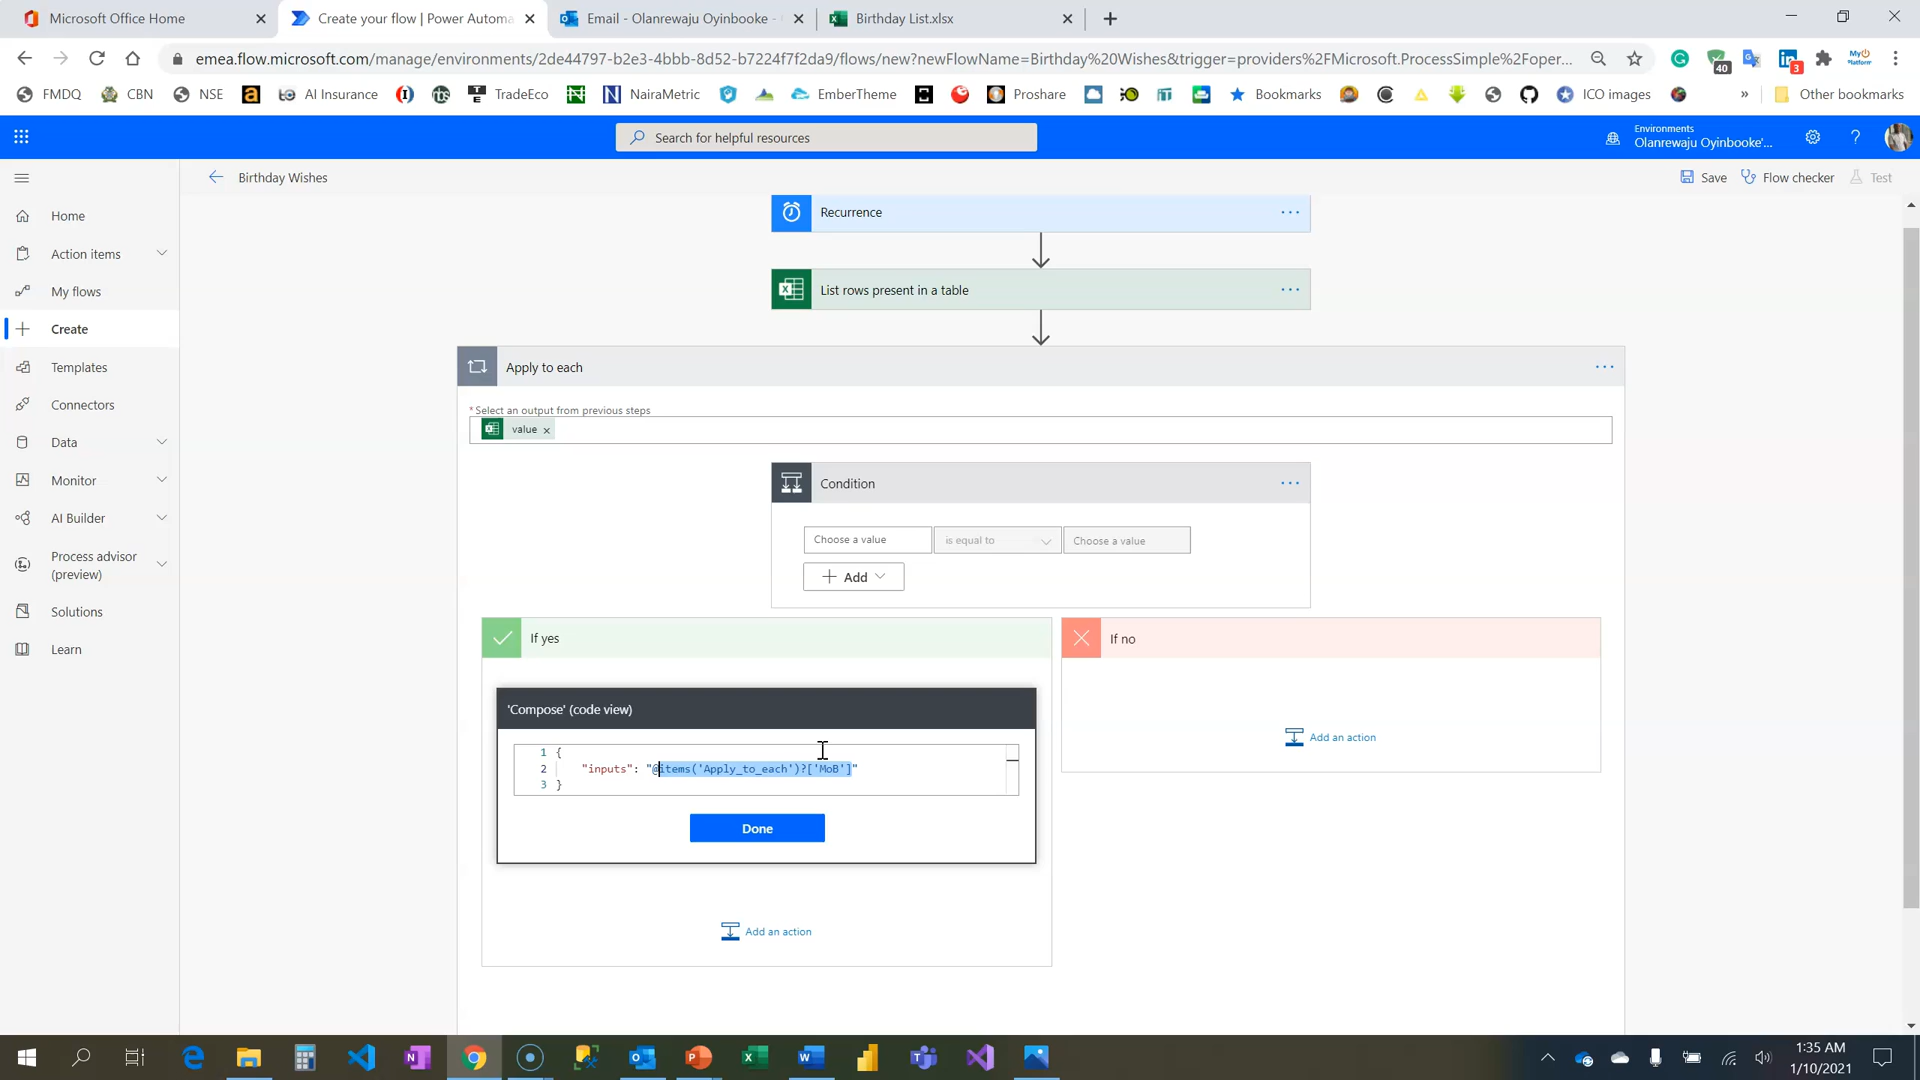 Microsoft Office Home
Create your flow | Power Automa
Email - Olanrewaju Oyinbooke -
Birthday List.xlsx
emea.flow.microsoft.com/manage/environments/2de44797-b2e3-4bbb-8d52-b7224f7f2da9/flows/new?newFlowName=Birthday%20Wishes&trigger=providers%2FMicrosoft.ProcessSimple%2Foper...
40
3
FMDQ
CBN
NSE
AI Insurance
TradeEco
NairaMetric
EmberTheme
Proshare
Bookmarks
ICO images
»
Other bookmarks
Search for helpful resources
Environments
Olanrewaju Oyinbooke'...
Birthday Wishes
Save
Flow checker
Test
Home
Action items
My flows
Create
Templates
Connectors
Data
Monitor
AI Builder
Process advisor
(preview)
Solutions
Learn
Recurrence
List rows present in a table
Apply to each
* Select an output from previous steps
value
Condition
Choose a value
is equal to
Choose a value
Add
If yes
If no
'Compose' (code view)
1 {
2 "inputs": "@items('Apply_to_each')?['MoB']"
3 }
Done
Add an action
Add an action
1:35 AM
1/10/2021